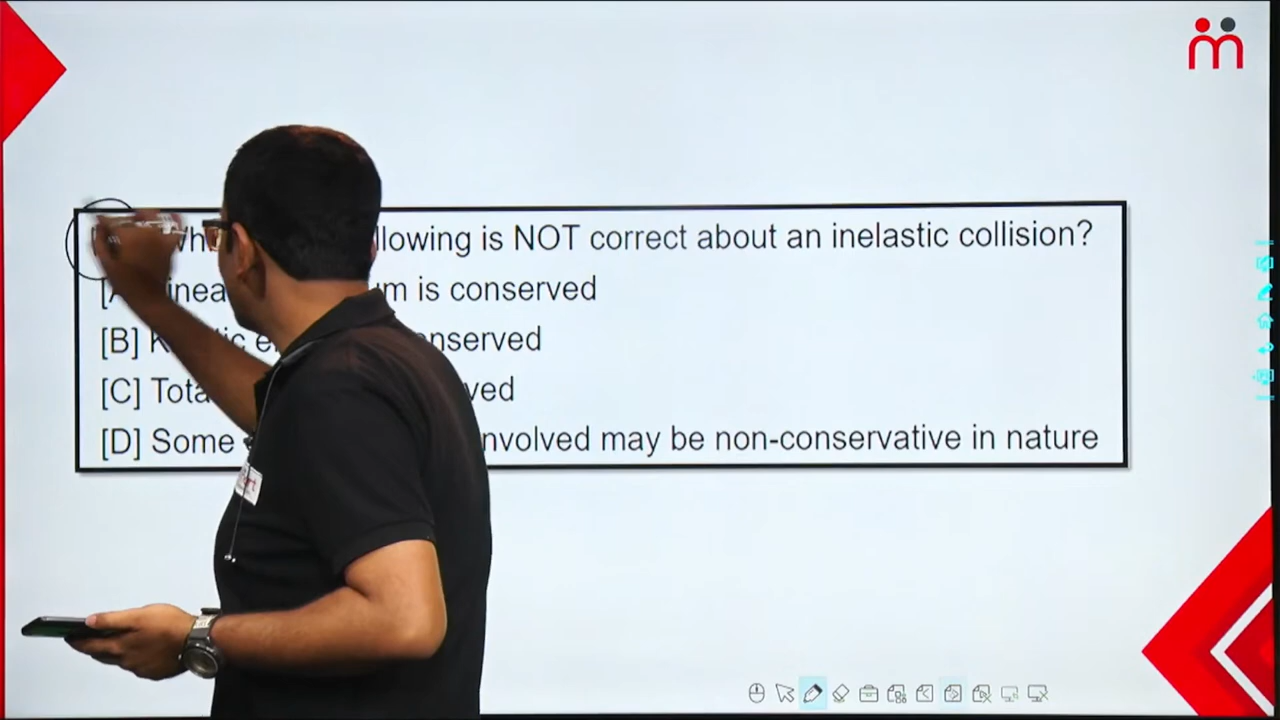 llowing is NOT correct about an inelastic collision?
[A] inea m is conserved
[B] K tic e nserved
[C] Tota ved
[D] Some nvolved may be non-conservative in nature